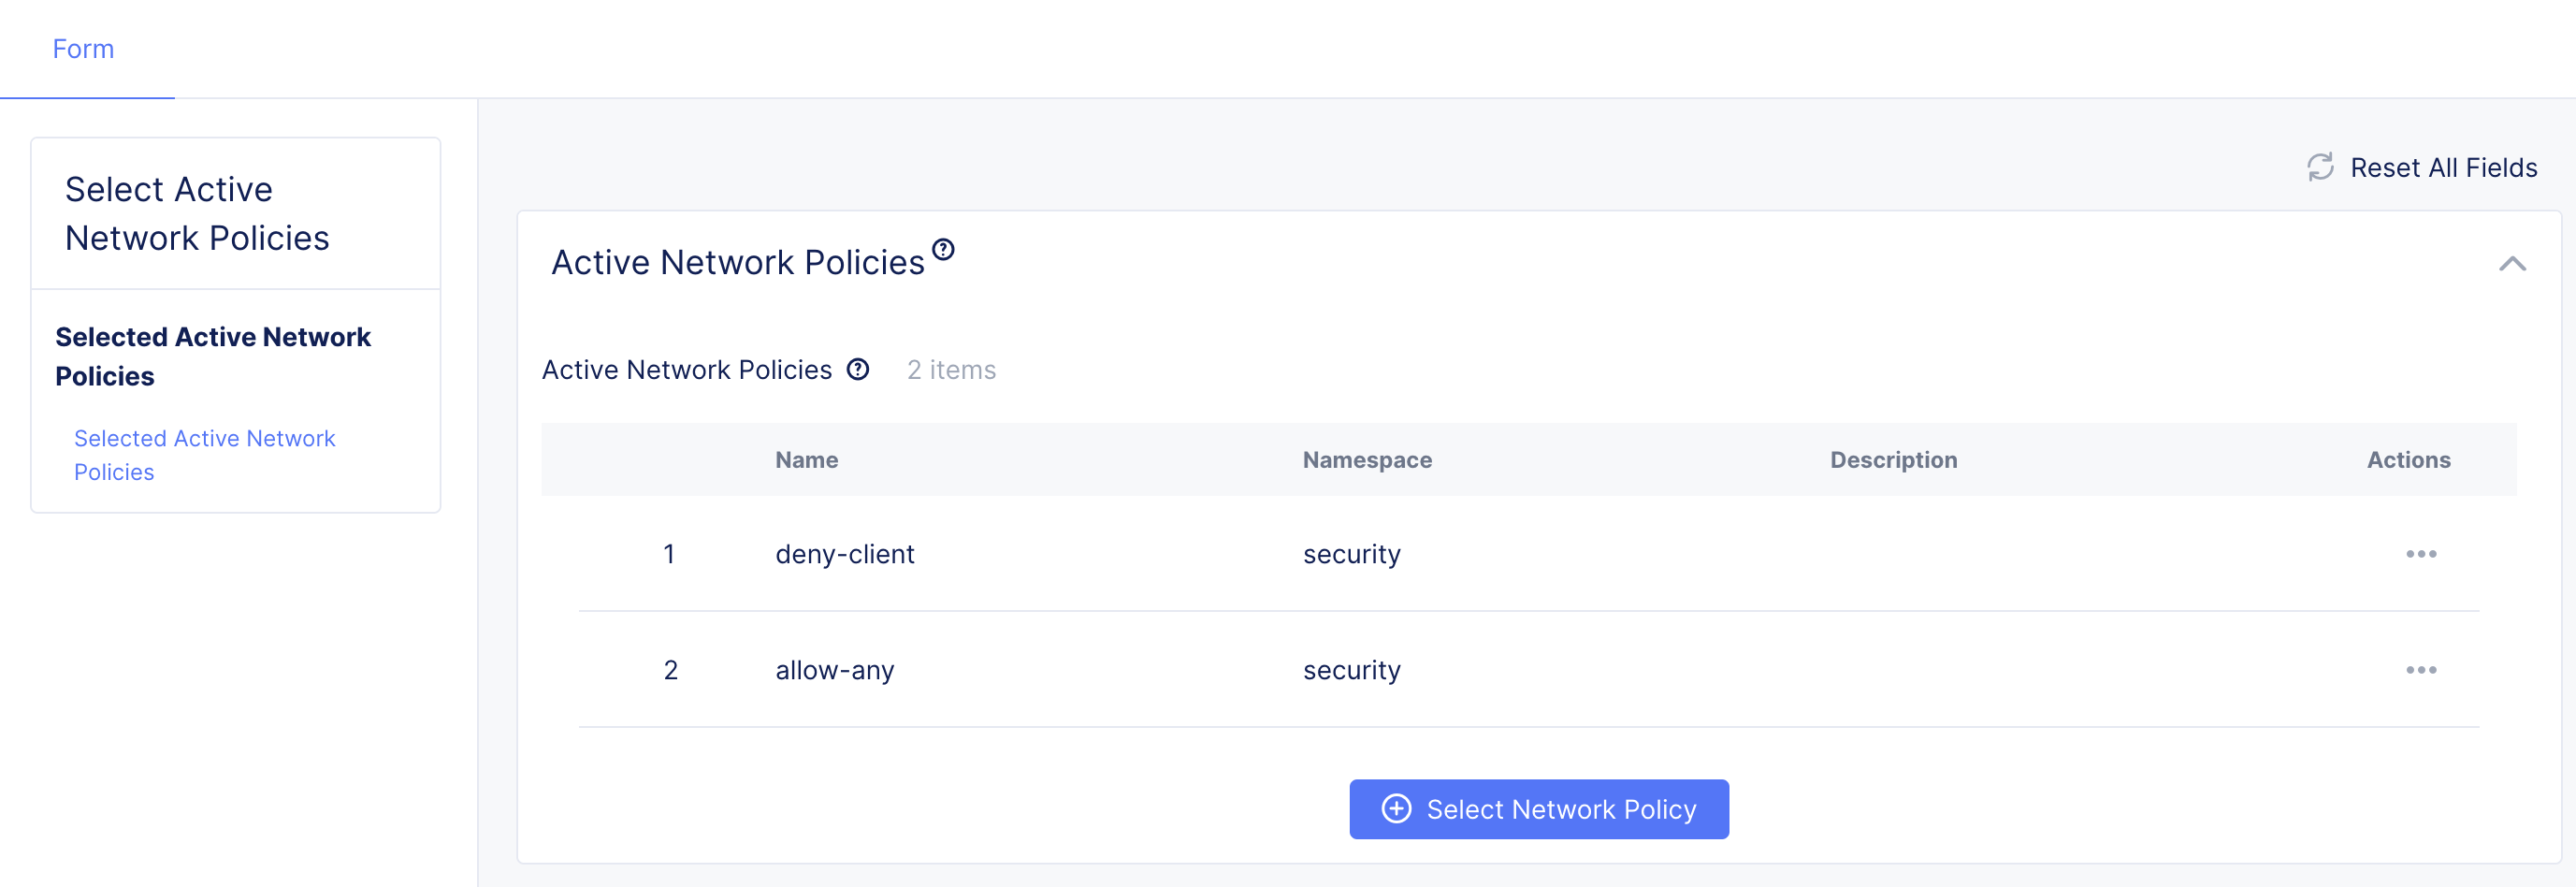 Form
Select Active
Network Policies
Selected Active Network
Policies
Selected Active Network
Policies
Reset All Fields
Active Network Policies
Active Network Policies 2 items
Name Namespace Description Actions
1 deny-client security
2 allow-any security
Select Network Policy